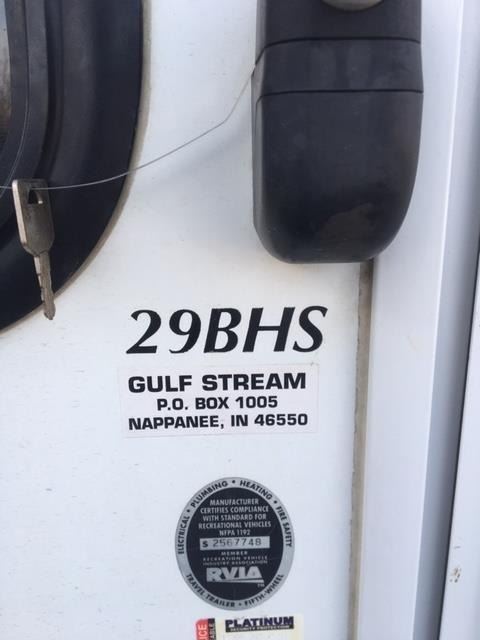 29BHS
GULF STREAM
P.O. BOX 1005
NAPPANEE, IN 46550
ELECTRICAL • PLUMBING • HEATING • FIRE SAFETY
MANUFACTURER
CERTIFIES COMPLIANCE
WITH STANDARD FOR
RECREATIONAL VEHICLES
NFPA 1192
S 2567748
MEMBER
RECREATION VEHICLE
INDUSTRY ASSOCIATION
RVIA
TM
TRAVEL TRAILER • FIFTH-WHEEL
PLATINUM